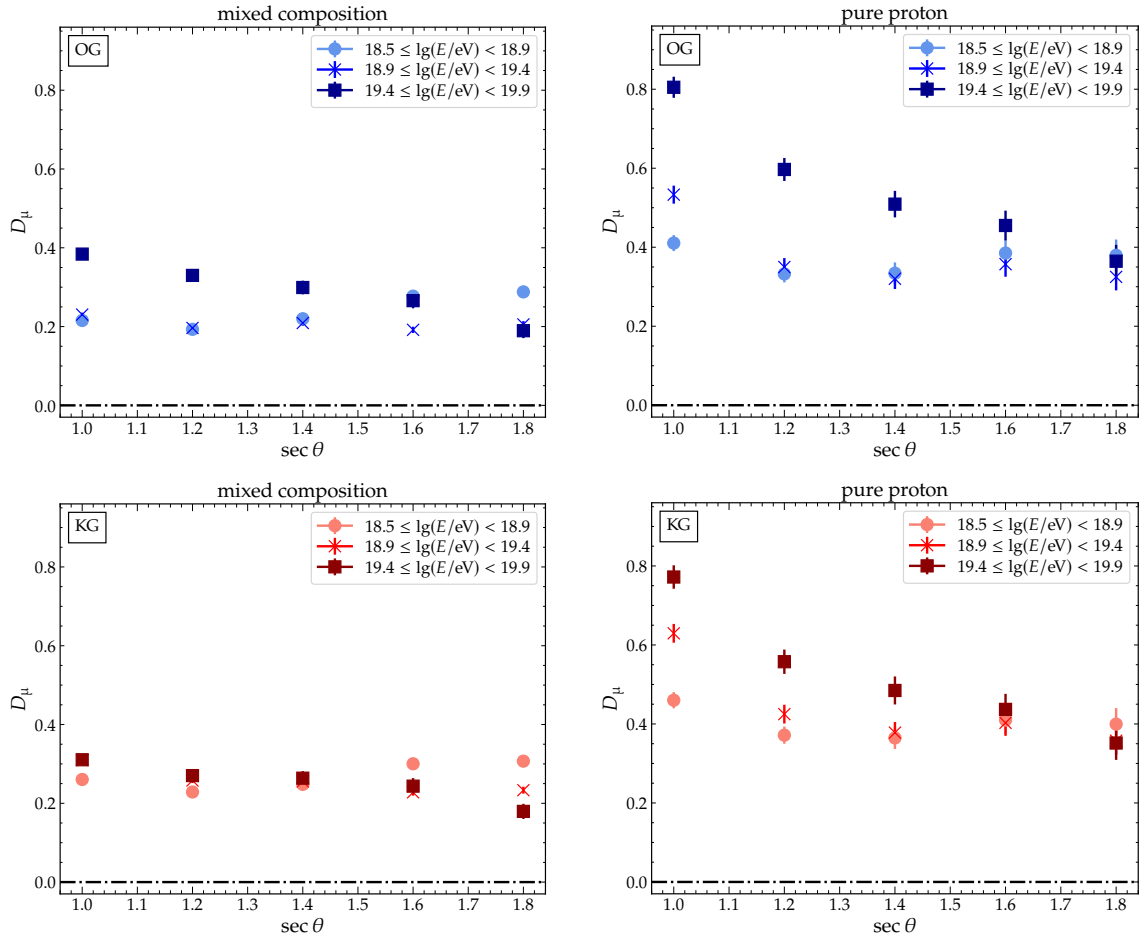 mixed composition
OG
18.5 ≤ lg(E/eV) < 18.9
18.9 ≤ lg(E/eV) < 19.4
19.4 ≤ lg(E/eV) < 19.9
0.8
0.6
0.4
0.2
0.0
Dμ
1.0 1.1 1.2 1.3 1.4 1.5 1.6 1.7 1.8
sec θ
pure proton
OG
18.5 ≤ lg(E/eV) < 18.9
18.9 ≤ lg(E/eV) < 19.4
19.4 ≤ lg(E/eV) < 19.9
0.8
0.6
0.4
0.2
0.0
Dμ
1.0 1.1 1.2 1.3 1.4 1.5 1.6 1.7 1.8
sec θ
mixed composition
KG
18.5 ≤ lg(E/eV) < 18.9
18.9 ≤ lg(E/eV) < 19.4
19.4 ≤ lg(E/eV) < 19.9
0.8
0.6
0.4
0.2
0.0
Dμ
1.0 1.1 1.2 1.3 1.4 1.5 1.6 1.7 1.8
sec θ
pure proton
KG
18.5 ≤ lg(E/eV) < 18.9
18.9 ≤ lg(E/eV) < 19.4
19.4 ≤ lg(E/eV) < 19.9
0.8
0.6
0.4
0.2
0.0
Dμ
1.0 1.1 1.2 1.3 1.4 1.5 1.6 1.7 1.8
sec θ